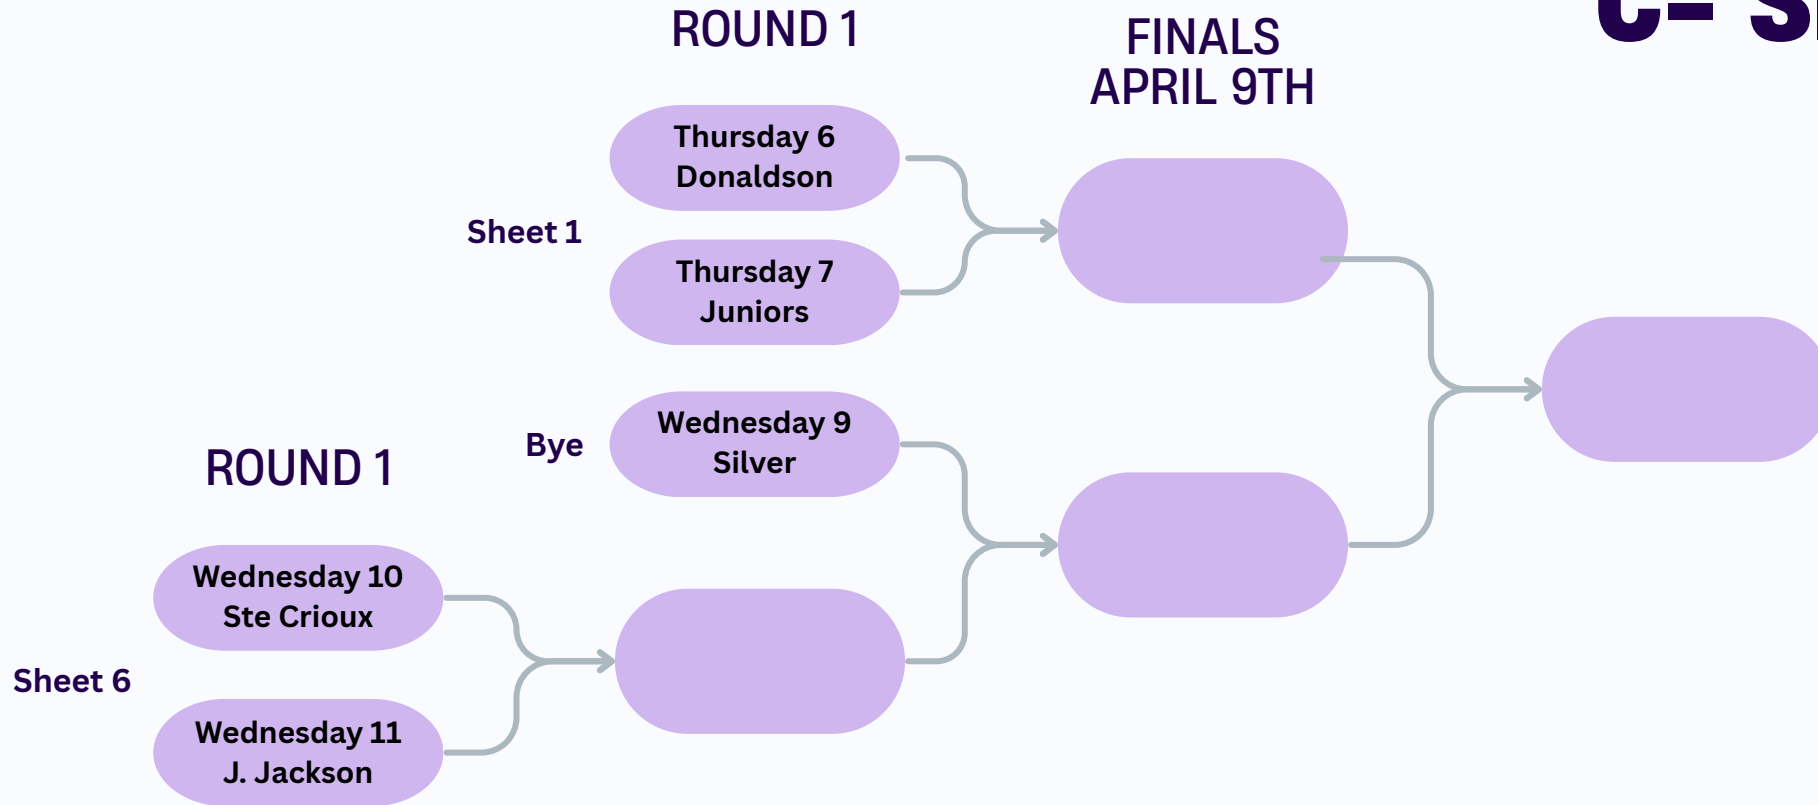 ROUND 1
FINALS
APRIL 9TH
Thursday 6
Donaldson
Sheet 1
Thursday 7
Juniors
Bye
Wednesday 9
Silver
ROUND 1
Wednesday 10
Ste Crioux
Sheet 6
Wednesday 11
J. Jackson